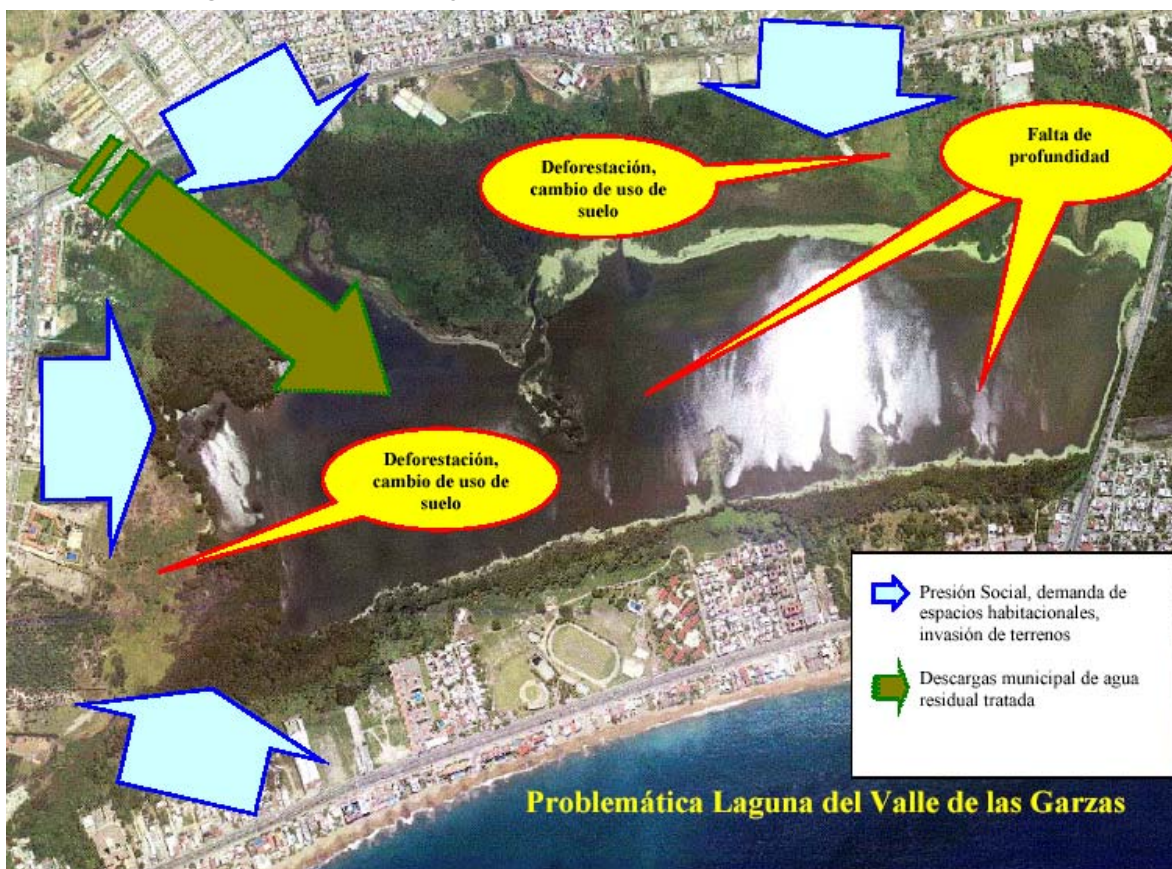 Falta de
profundidad
Deforestación,
cambio de uso de
suelo
Deforestación,
cambio de uso de
suelo
Presión Social, demanda de
espacios habitacionales,
invasión de terrenos
Descargas municipal de agua
residual tratada
Problemática Laguna del Valle de las Garzas